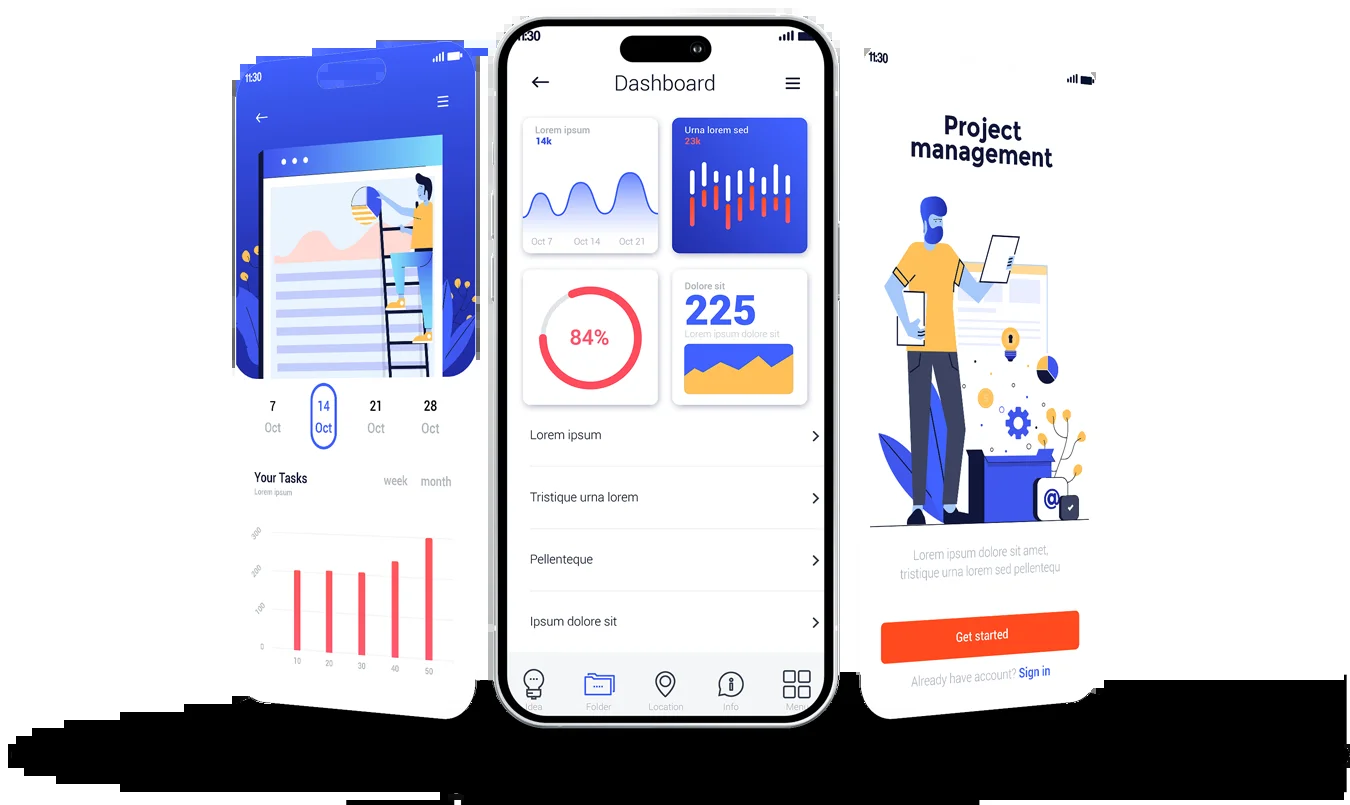 11:30
7
14
21
28
Oct
Oct
Oct
Oct
Your Tasks
Lorem ipsum
week
month
300
200
100
0
10
20
30
40
50
11:30
Dashboard
Lorem ipsum
14k
Oct 7
Oct 14
Oct 21
Urna lorem sed
23k
84%
Dolore sit
225
Lorem ipsum dolore sit
Lorem ipsum
Tristique urna lorem
Pellenteque
Ipsum dolore sit
Idea
Folder
Location
Info
Menu
11:30
Project
management
@
Lorem ipsum dolore sit amet,
tristique urna lorem sed pellentequ
Get started
Already have account? Sign in